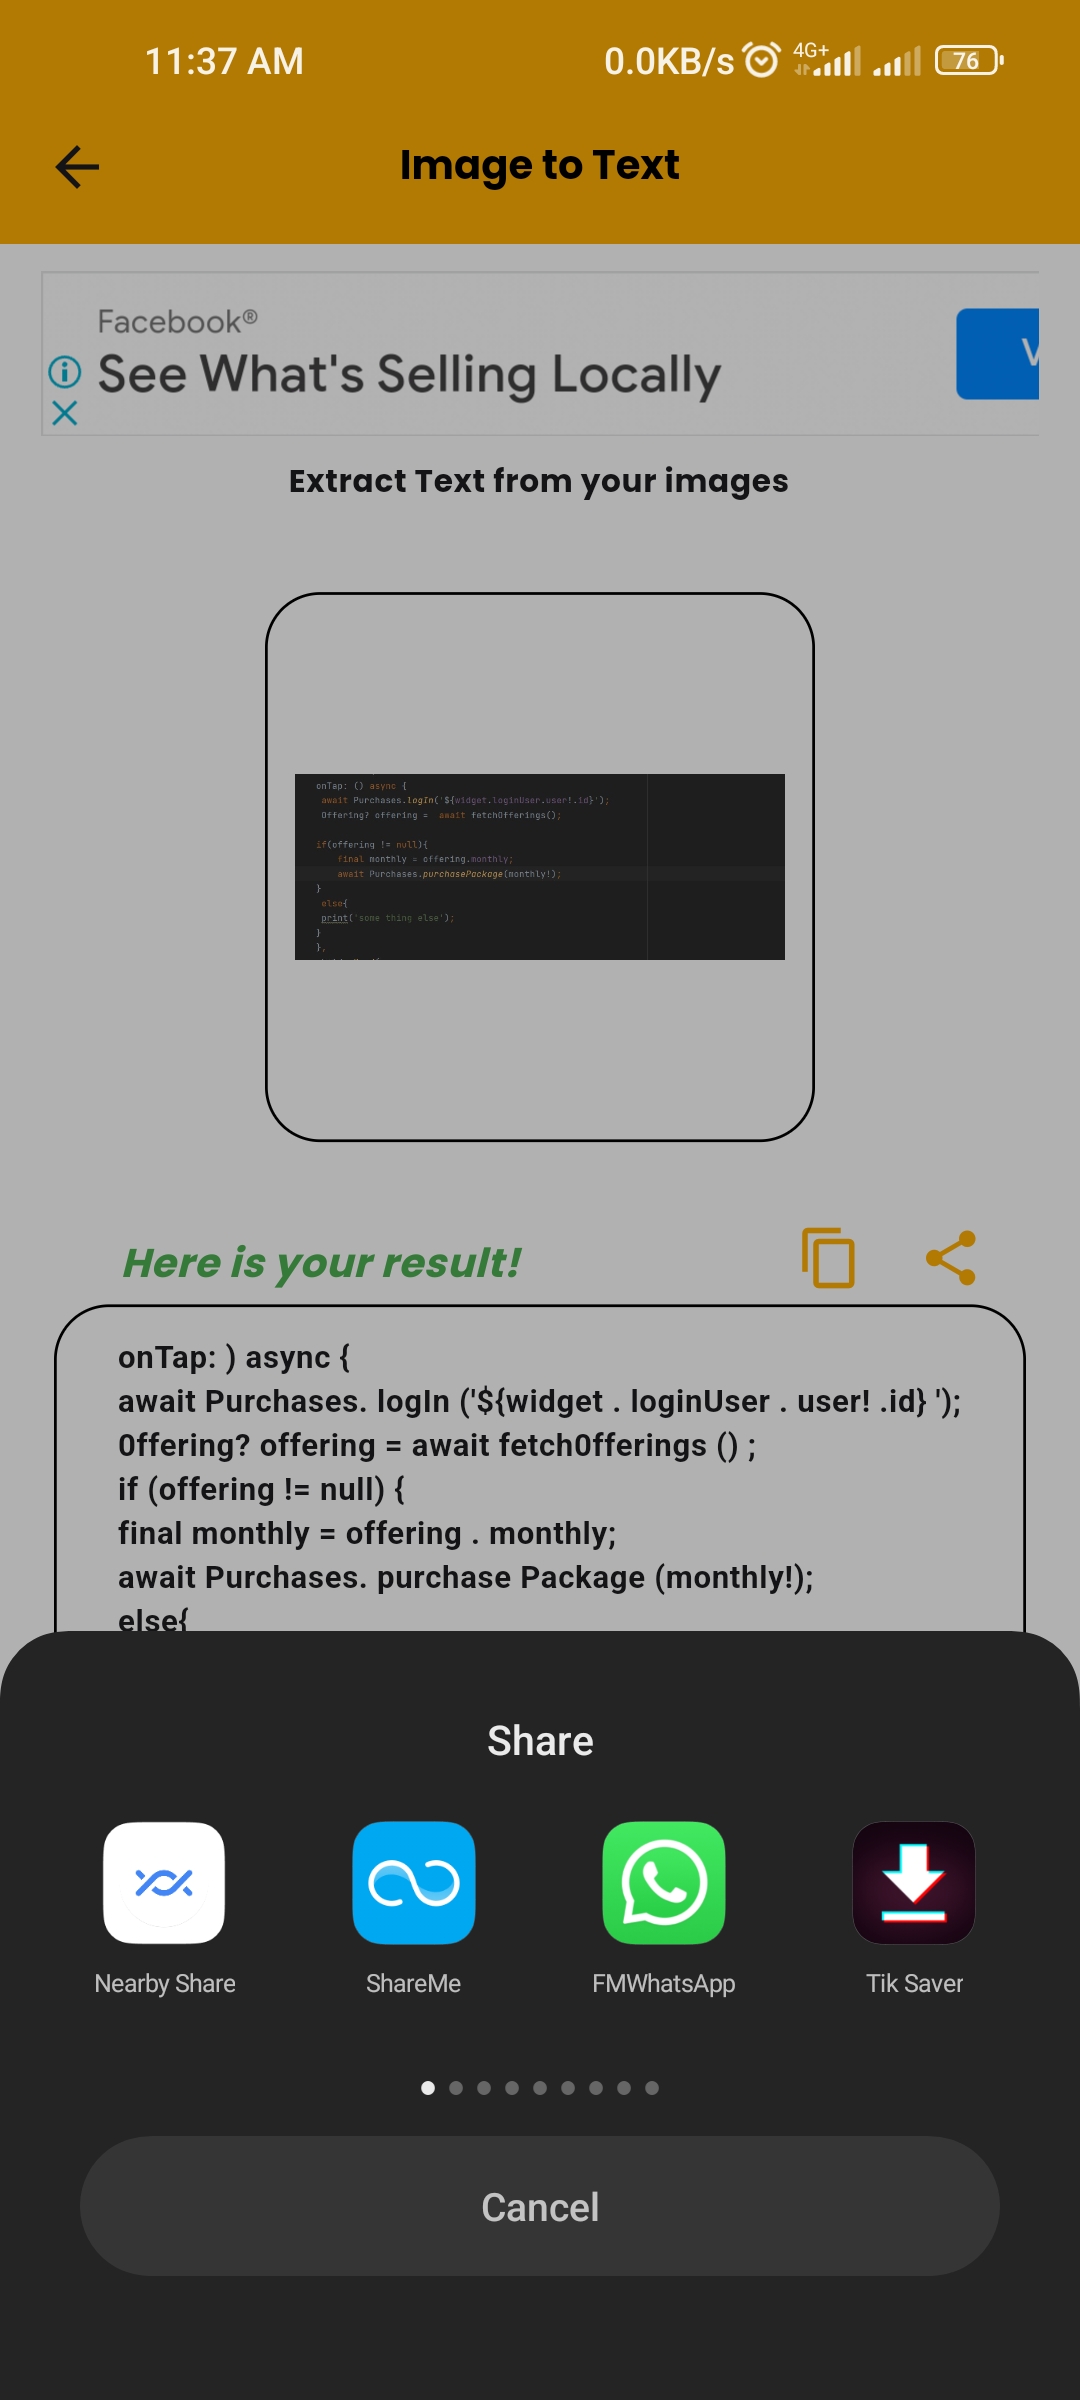 11:37 AM 0.0KB/s 4G+ 76
Image to Text
Facebook®
See What's Selling Locally
V
Extract Text from your images
onTap: () async {
await Purchases.logIn('${widget.loginUser.user!.id}');
Offering? offering = await fetchOfferings();
if(offering != null){
final monthly = offering.monthly;
await Purchases.purchasePackage(monthly!);
}
else{
print('some thing else');
}
},
Here is your result!
onTap: ) async {
await Purchases. logIn ('${widget . loginUser . user! .id} ');
0ffering? offering = await fetch0fferings () ;
if (offering != null) {
final monthly = offering . monthly;
await Purchases. purchase Package (monthly!);
else{
Share
Nearby Share ShareMe FMWhatsApp Tik Saver
Cancel